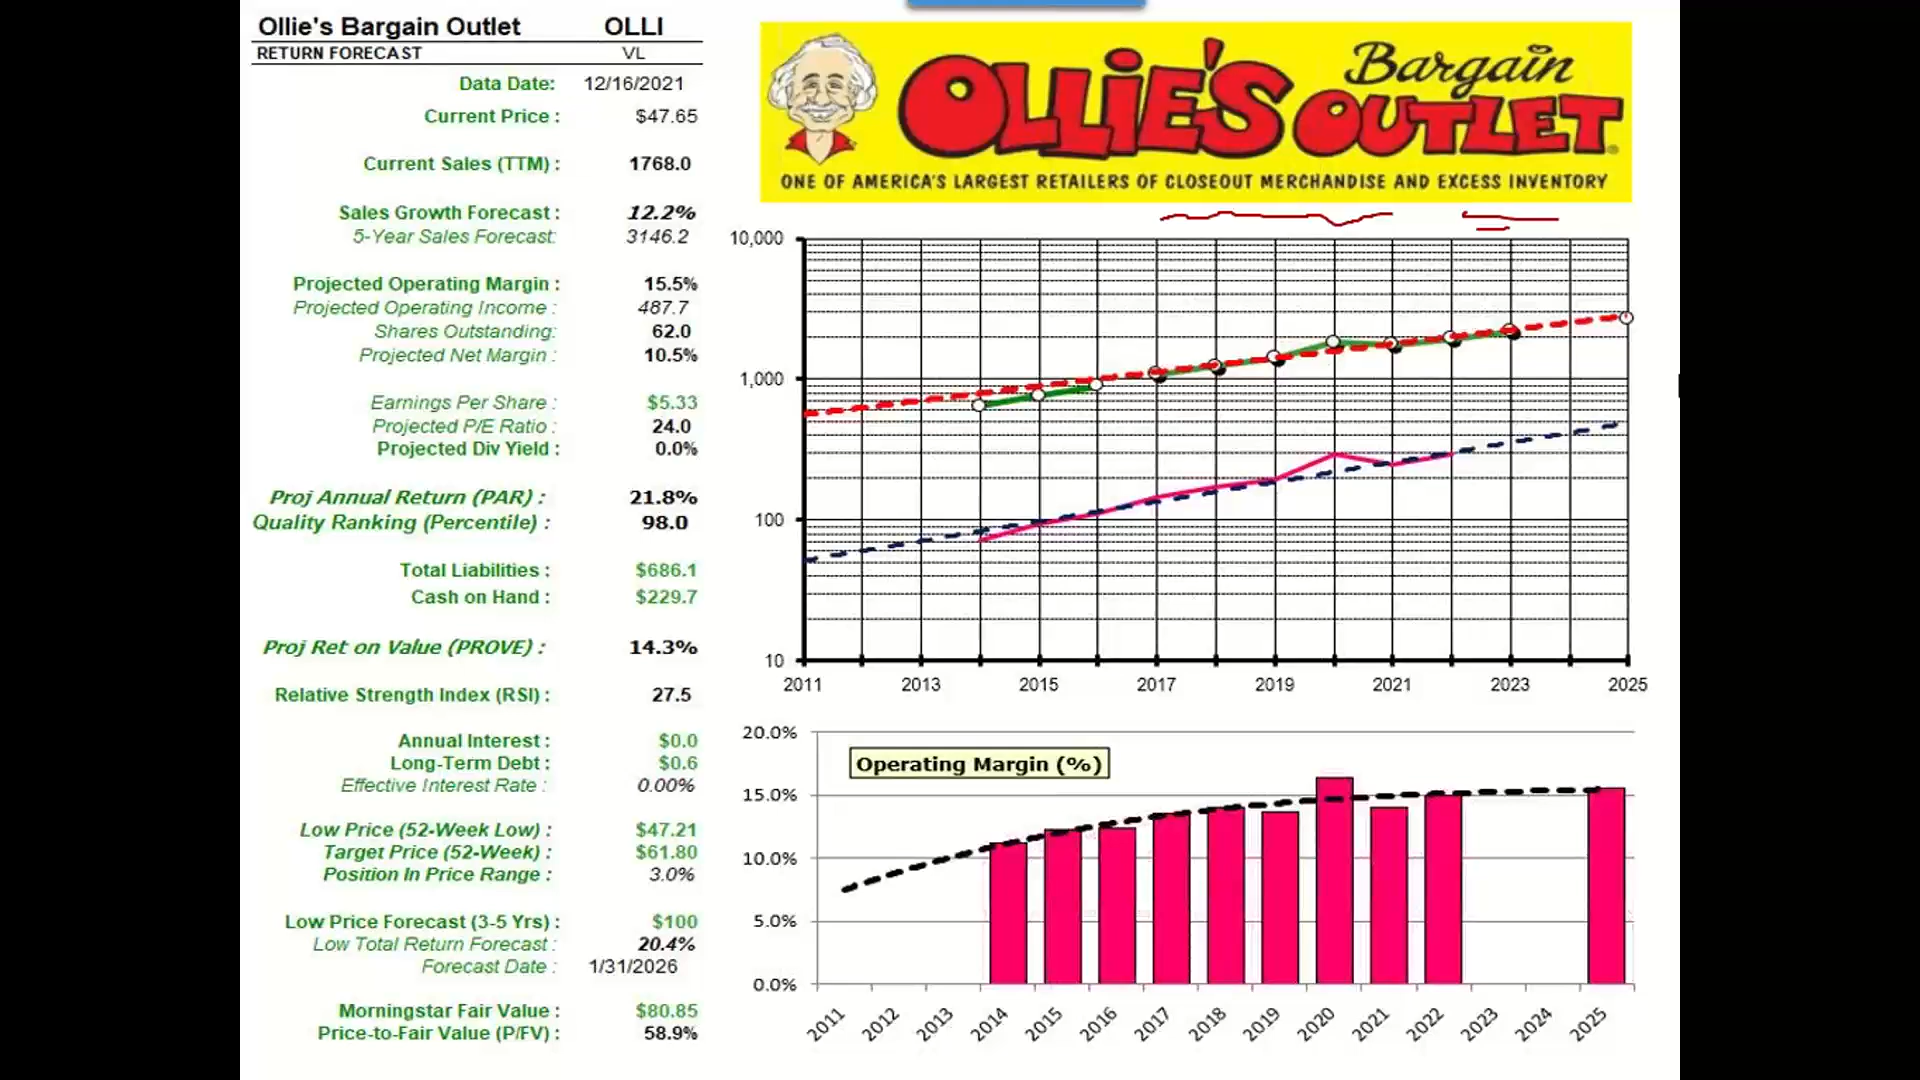 Ollie's Bargain Outlet OLLI
RETURN FORECAST VL
Data Date: 12/16/2021
Current Price : $47.65
Current Sales (TTM) : 1768.0
Sales Growth Forecast : 12.2%
5-Year Sales Forecast: 3146.2
Projected Operating Margin : 15.5%
Projected Operating Income : 487.7
Shares Outstanding: 62.0
Projected Net Margin : 10.5%
Earnings Per Share : $5.33
Projected P/E Ratio : 24.0
Projected Div Yield : 0.0%
Proj Annual Return (PAR) : 21.8%
Quality Ranking (Percentile) : 98.0
Total Liabilities : $686.1
Cash on Hand : $229.7
Proj Ret on Value (PROVE) : 14.3%
Relative Strength Index (RSI) : 27.5
Annual Interest : $0.0
Long-Term Debt : $0.6
Effective Interest Rate : 0.00%
Low Price (52-Week Low) : $47.21
Target Price (52-Week) : $61.80
Position In Price Range : 3.0%
Low Price Forecast (3-5 Yrs) : $100
Low Total Return Forecast : 20.4%
Forecast Date : 1/31/2026
Morningstar Fair Value : $80.85
Price-to-Fair Value (P/FV) : 58.9%
OLLiE'S Bargain OUTLET®
ONE OF AMERICA'S LARGEST RETAILERS OF CLOSEOUT MERCHANDISE AND EXCESS INVENTORY
10,000
1,000
100
10
2011 2013 2015 2017 2019 2021 2023 2025
Operating Margin (%)
20.0%
15.0%
10.0%
5.0%
0.0%
2011 2012 2013 2014 2015 2016 2017 2018 2019 2020 2021 2022 2023 2024 2025